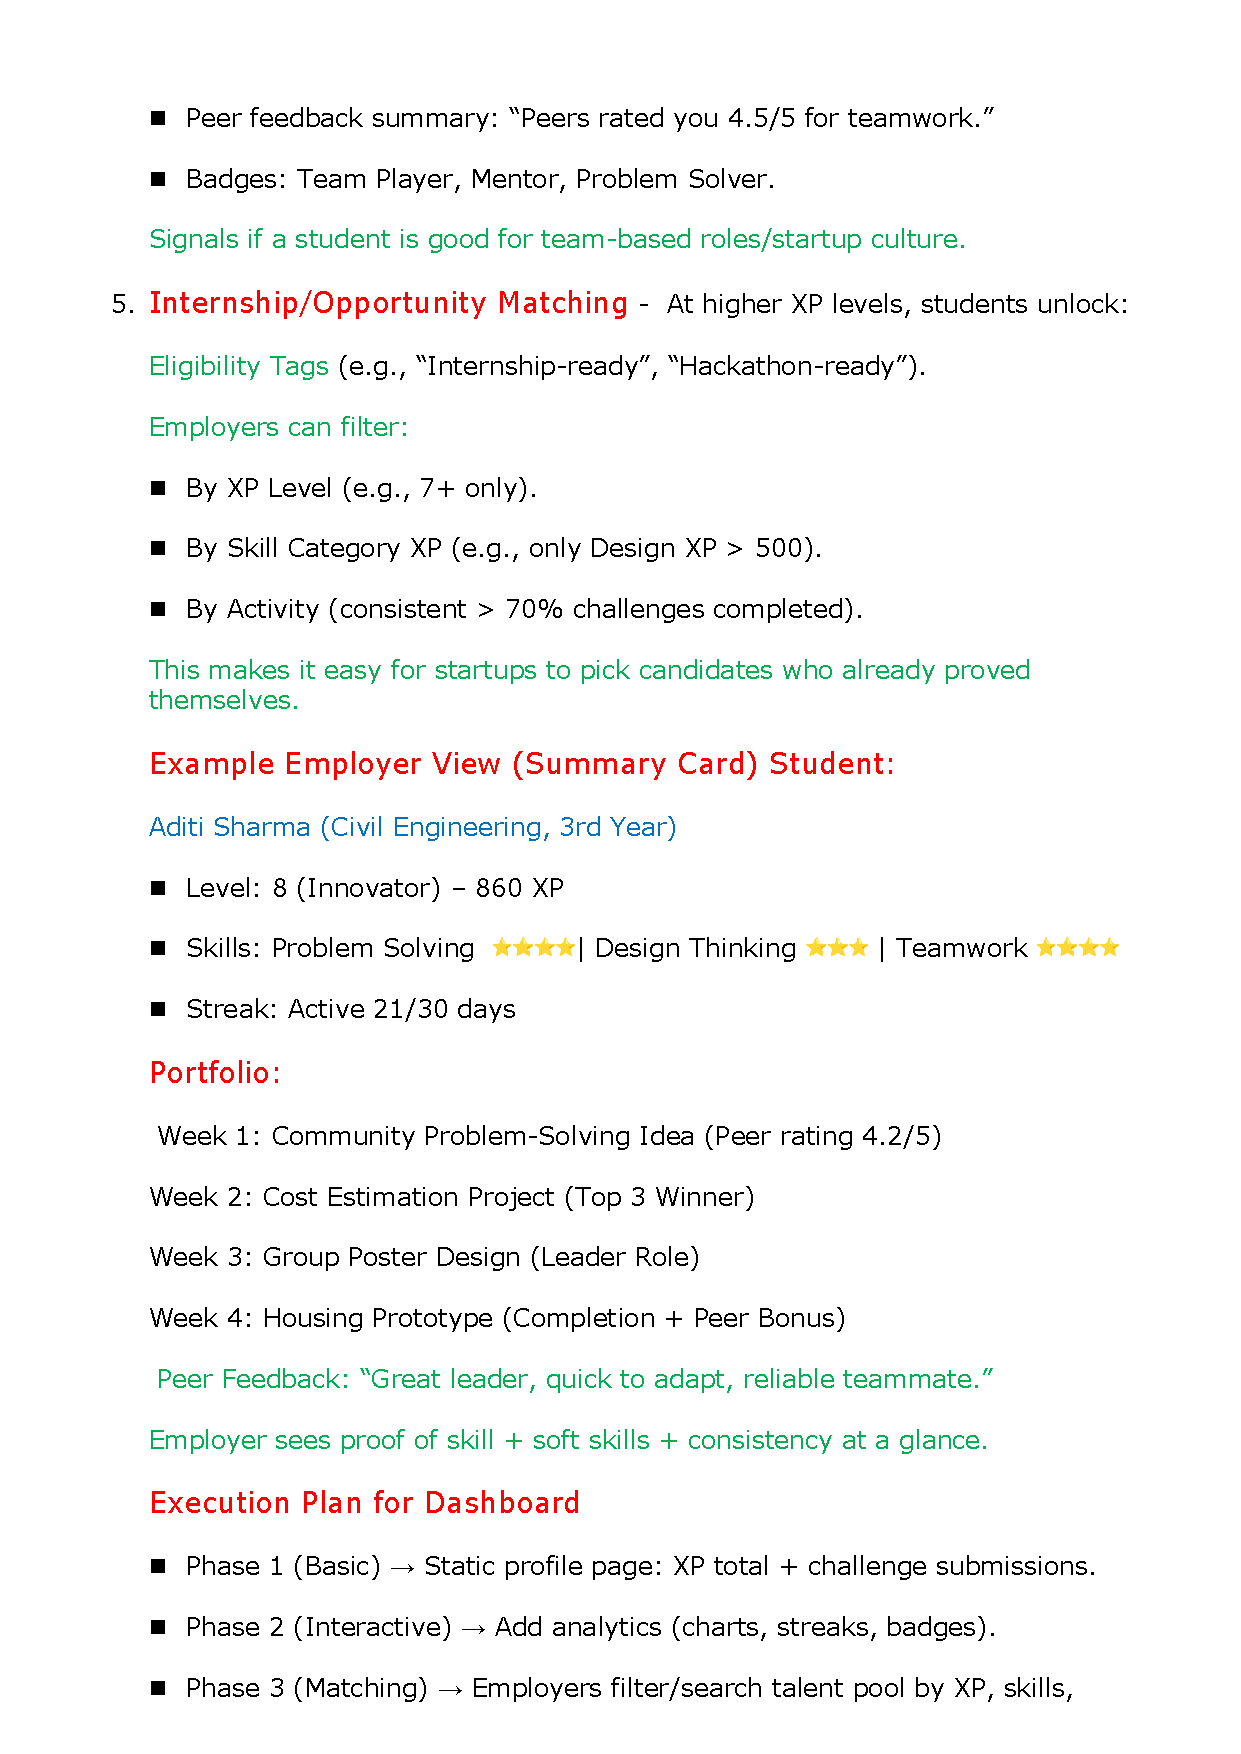 ■ Peer feedback summary: “Peers rated you 4.5/5 for teamwork.”
■ Badges: Team Player, Mentor, Problem Solver.
Signals if a student is good for team-based roles/startup culture.
5. Internship/Opportunity Matching - At higher XP levels, students unlock:
Eligibility Tags (e.g., “Internship-ready”, “Hackathon-ready”).
Employers can filter:
■ By XP Level (e.g., 7+ only).
■ By Skill Category XP (e.g., only Design XP > 500).
■ By Activity (consistent > 70% challenges completed).
This makes it easy for startups to pick candidates who already proved
themselves.
Example Employer View (Summary Card) Student:
Aditi Sharma (Civil Engineering, 3rd Year)
■ Level: 8 (Innovator) – 860 XP
■ Skills: Problem Solving ⭐⭐⭐⭐| Design Thinking ⭐⭐⭐ | Teamwork ⭐⭐⭐⭐
■ Streak: Active 21/30 days
Portfolio:
Week 1: Community Problem-Solving Idea (Peer rating 4.2/5)
Week 2: Cost Estimation Project (Top 3 Winner)
Week 3: Group Poster Design (Leader Role)
Week 4: Housing Prototype (Completion + Peer Bonus)
Peer Feedback: “Great leader, quick to adapt, reliable teammate.”
Employer sees proof of skill + soft skills + consistency at a glance.
Execution Plan for Dashboard
■ Phase 1 (Basic) → Static profile page: XP total + challenge submissions.
■ Phase 2 (Interactive) → Add analytics (charts, streaks, badges).
■ Phase 3 (Matching) → Employers filter/search talent pool by XP, skills,